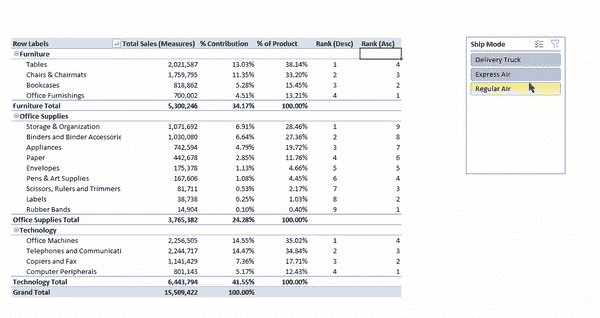 Row Labels Total Sales (Measures) % Contribution % of Product Rank (Desc) Rank (Asc)
Furniture
Tables 2,021,587 13.03% 38.14% 1 4
Chairs & Chairmats 1,759,795 11.35% 33.20% 2 3
Bookcases 818,862 5.28% 15.45% 3 2
Office Furnishings 700,002 4.51% 13.21% 4 1
Furniture Total 5,300,246 34.17% 100.00%
Office Supplies
Storage & Organization 1,071,692 6.91% 28.46% 1 9
Binders and Binder Accessorie 1,030,080 6.64% 27.36% 2 8
Appliances 742,594 4.79% 19.72% 3 7
Paper 442,678 2.85% 11.76% 4 6
Envelopes 175,378 1.13% 4.66% 5 5
Pens & Art Supplies 167,606 1.08% 4.45% 6 4
Scissors, Rulers and Trimmers 81,711 0.53% 2.17% 7 3
Labels 38,738 0.25% 1.03% 8 2
Rubber Bands 14,904 0.10% 0.40% 9 1
Office Supplies Total 3,765,382 24.28% 100.00%
Technology
Office Machines 2,256,505 14.55% 35.02% 1 4
Telephones and Communicati 2,244,717 14.47% 34.84% 2 3
Copiers and Fax 1,141,429 7.36% 17.71% 3 2
Computer Peripherals 801,143 5.17% 12.43% 4 1
Technology Total 6,443,794 41.55% 100.00%
Grand Total 15,509,422 100.00%
Ship Mode
Delivery Truck
Express Air
Regular Air